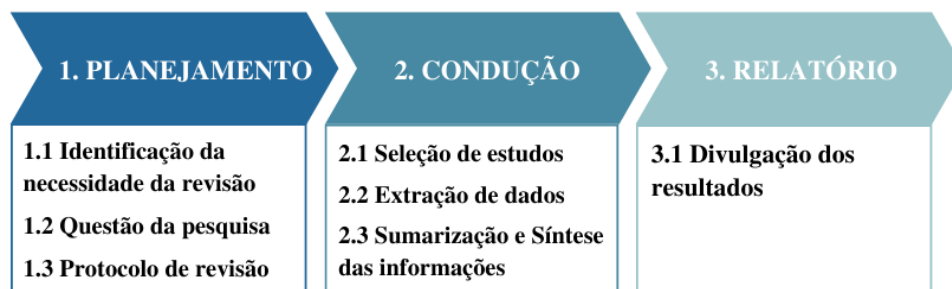 1. PLANEJAMENTO
1.1 Identificação da
necessidade da revisão
1.2 Questão da pesquisa
1.3 Protocolo de revisão
2. CONDUÇÃO
2.1 Seleção de estudos
2.2 Extração de dados
2.3 Sumarização e Síntese
das informações
3. RELATÓRIO
3.1 Divulgação dos
resultados